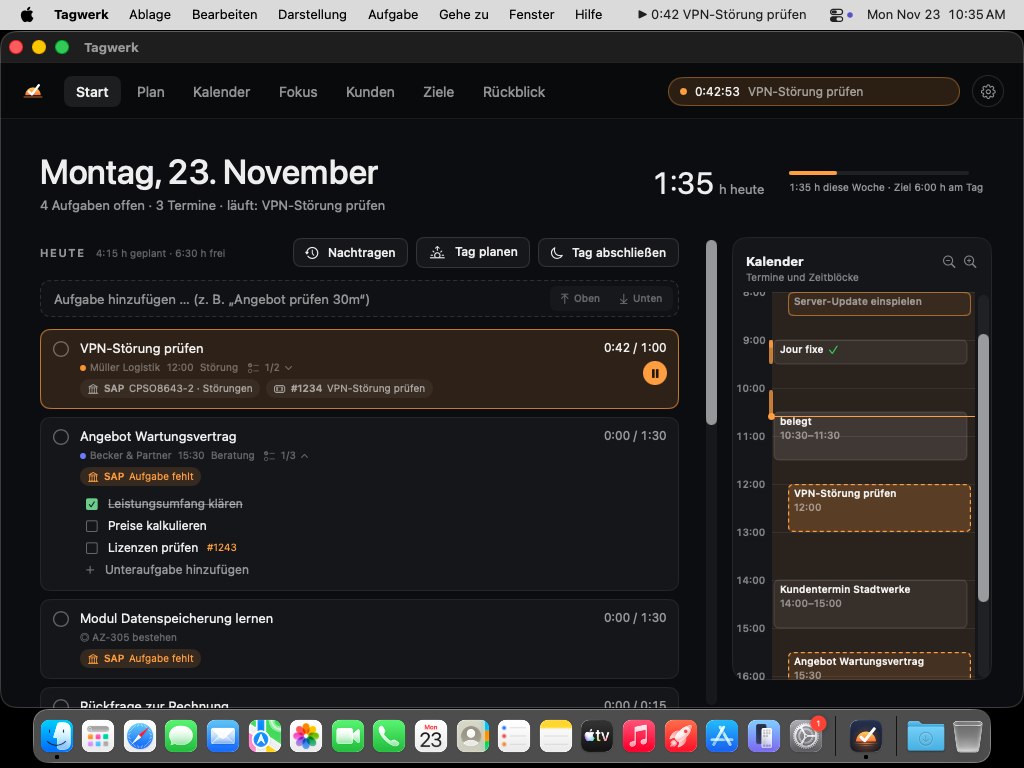 Tagwerk Ablage Bearbeiten Darstellung Aufgabe Gehe zu Fenster Hilfe 0:42 VPN-Störung prüfen Mon Nov 23 10:35 AM
Tagwerk
Start Plan Kalender Fokus Kunden Ziele Rückblick 0:42:53 VPN-Störung prüfen
Montag, 23. November
4 Aufgaben offen · 3 Termine · läuft: VPN-Störung prüfen
1:35 h heute
1:35 h diese Woche · Ziel 6:00 h am Tag
HEUTE 4:15 h geplant · 6:30 h frei
Nachtragen
Tag planen
Tag abschließen
Aufgabe hinzufügen … (z. B. „Angebot prüfen 30m“)
Oben
Unten
VPN-Störung prüfen 0:42 / 1:00
Müller Logistik 12:00 Störung 1/2
SAP CPSO8643-2 · Störungen #1234 VPN-Störung prüfen
Angebot Wartungsvertrag 0:00 / 1:30
Becker & Partner 15:30 Beratung 1/3
SAP Aufgabe fehlt
Leistungsumfang klären
Preise kalkulieren
Lizenzen prüfen #1243
+ Unteraufgabe hinzufügen
Modul Datenspeicherung lernen 0:00 / 1:30
AZ-305 bestehen
SAP Aufgabe fehlt
Rückfrage zur Rechnung 0:00 / 0:15
Kalender
Termine und Zeitblöcke
8:00
Server-Update einspielen
9:00
Jour fixe ✓
10:00
belegt
10:30–11:30
11:00
12:00
VPN-Störung prüfen
12:00
13:00
14:00
Kundentermin Stadtwerke
14:00–15:00
15:00
Angebot Wartungsvertrag
15:30
16:00
Mon
23
tv
1